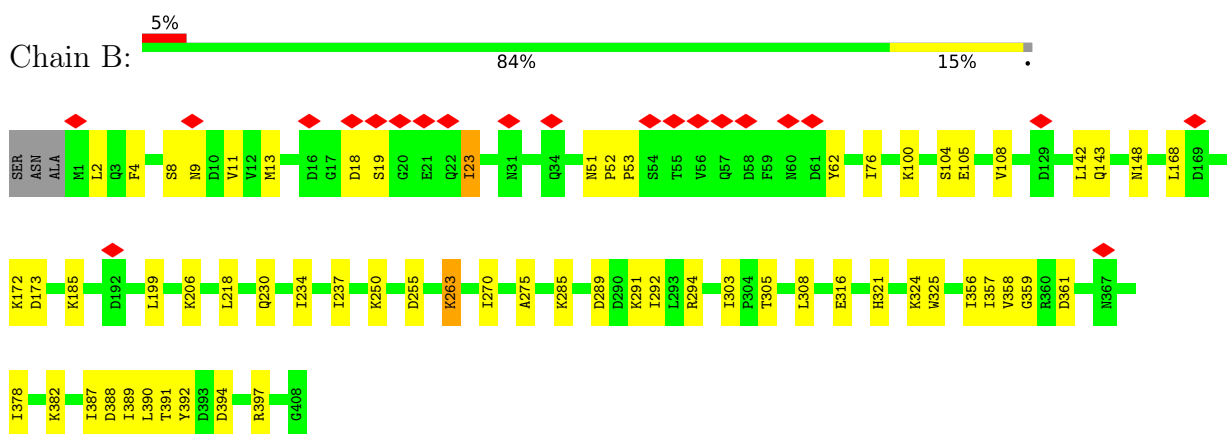 5%
Chain B:
84% 15% •
SER ASN ALA M1 L2 Q3 F4 S8 N9 D10 V11 V12 M13 D16 G17 D18 S19 G20 E21 Q22 I23 N31 Q34 N51 P52 P53 S54 T55 V56 Q57 D58 F59 N60 D61 Y62 I76 K100 S104 E105 V108 D129 L142 Q143 N148 L168 D169
K172 D173 K185 D192 L199 K206 L218 Q230 I234 I237 K250 D255 K263 I270 A275 K285 D289 D290 K291 I292 L293 R294 I303 P304 T305 L308 E316 H321 K324 W325 I356 I357 V358 G359 R360 D361 N367
I378 K382 I387 D388 I389 L390 T391 Y392 D393 D394 R397 G408